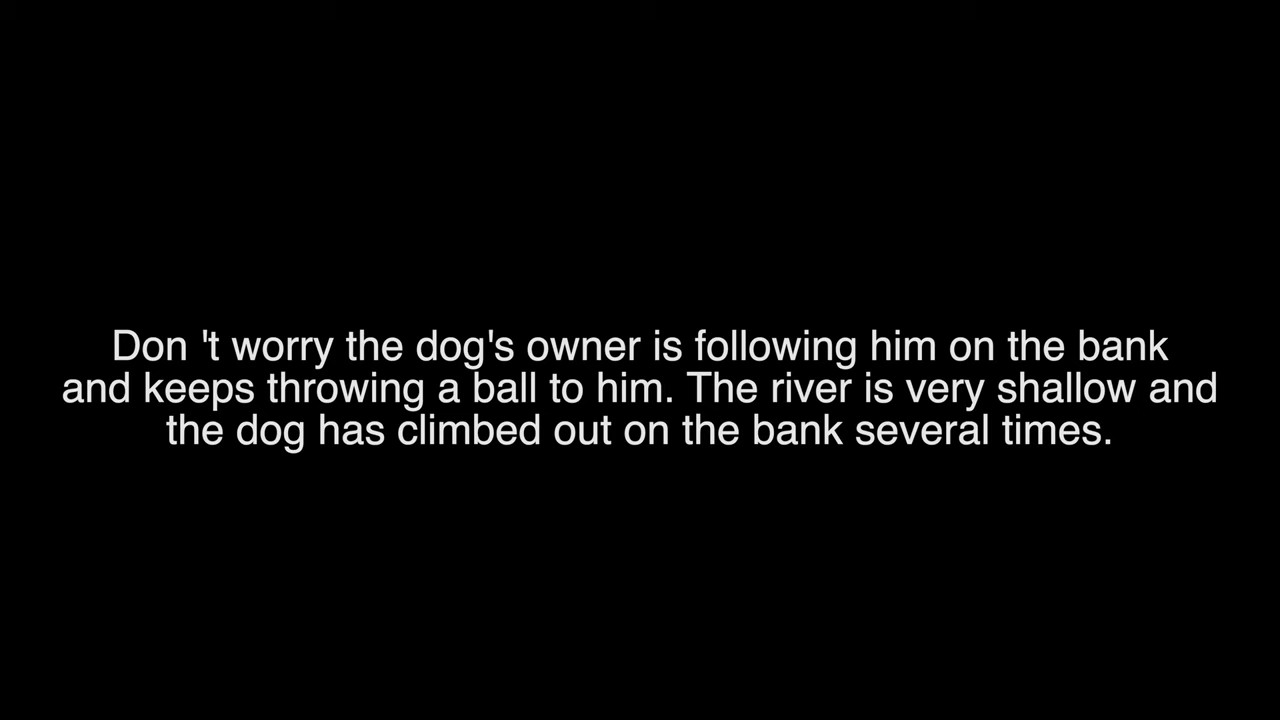 Don 't worry the dog's owner is following him on the bank
and keeps throwing a ball to him. The river is very shallow and
the dog has climbed out on the bank several times.